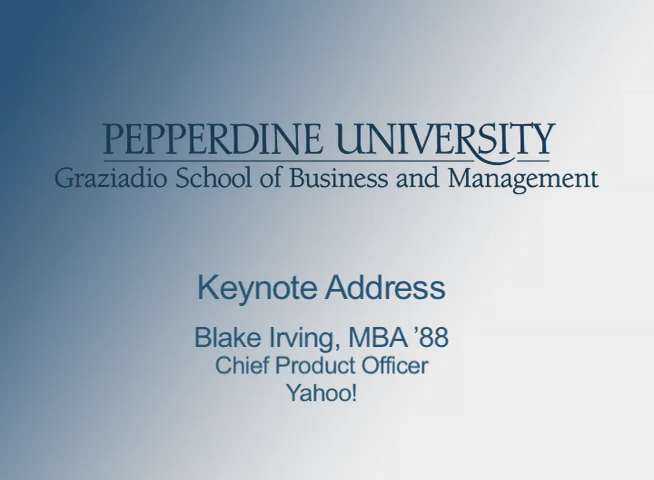 PEPPERDINE UNIVERSITY
Graziadio School of Business and Management
Keynote Address
Blake Irving, MBA ’88
Chief Product Officer
Yahoo!